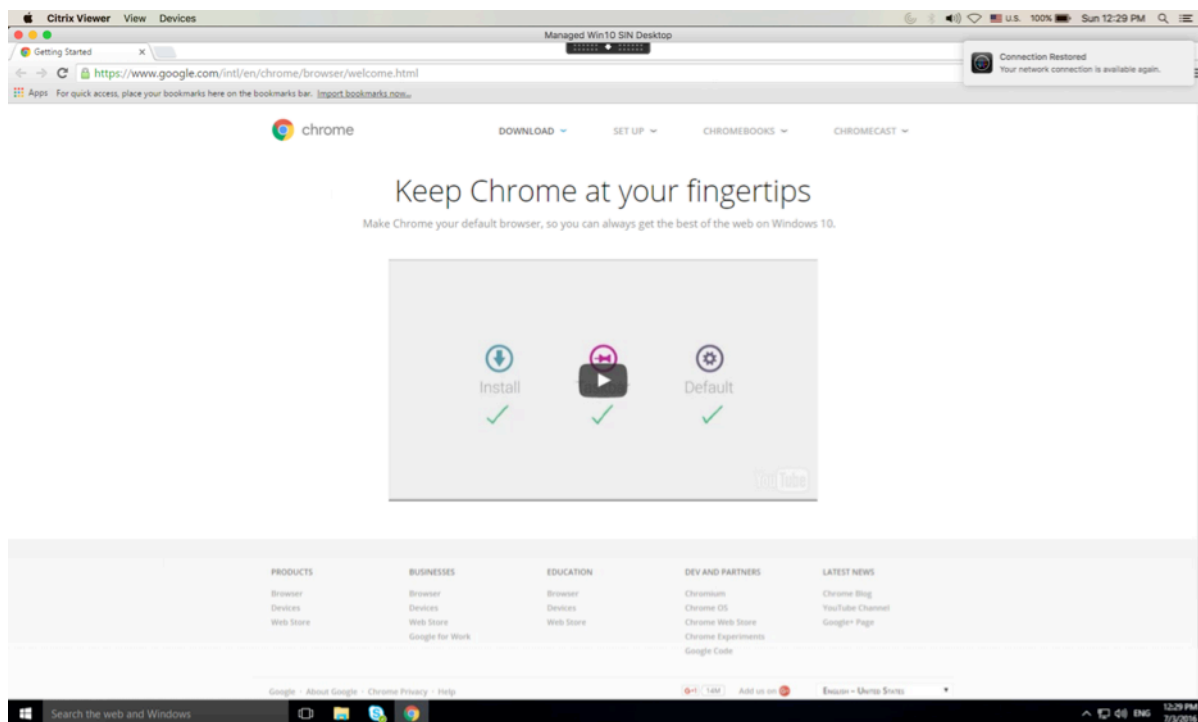 Citrix Viewer View Devices
U.S. 100% Sun 12:29 PM
Managed Win10 SIN Desktop
Getting Started
Connection Restored
Your network connection is available again.
https://www.google.com/intl/en/chrome/browser/welcome.html
Apps For quick access, place your bookmarks here on the bookmarks bar. Import bookmarks now...
chrome DOWNLOAD SET UP CHROMEBOOKS CHROMECAST
Keep Chrome at your fingertips
Make Chrome your default browser, so you can always get the best of the web on Windows 10.
Install Default
YouTube
PRODUCTS BUSINESSES EDUCATION DEV AND PARTNERS LATEST NEWS
Browser Browser Browser Chromium Chrome Blog
Devices Devices Devices Chrome OS YouTube Channel
Web Store Web Store Web Store Chrome Web Store Google+ Page
Google for Work Chrome Experiments
Google Code
Google · About Google · Chrome Privacy · Help G+1 14M Add us on English – United States
Search the web and Windows ENG 12:29 PM